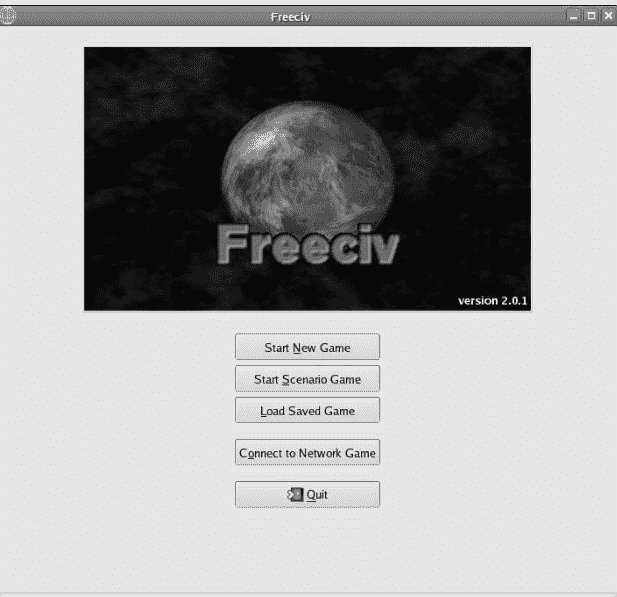 Freeciv
Freeciv
version 2.0.1
Start New Game
Start Scenario Game
Load Saved Game
Connect to Network Game
Quit